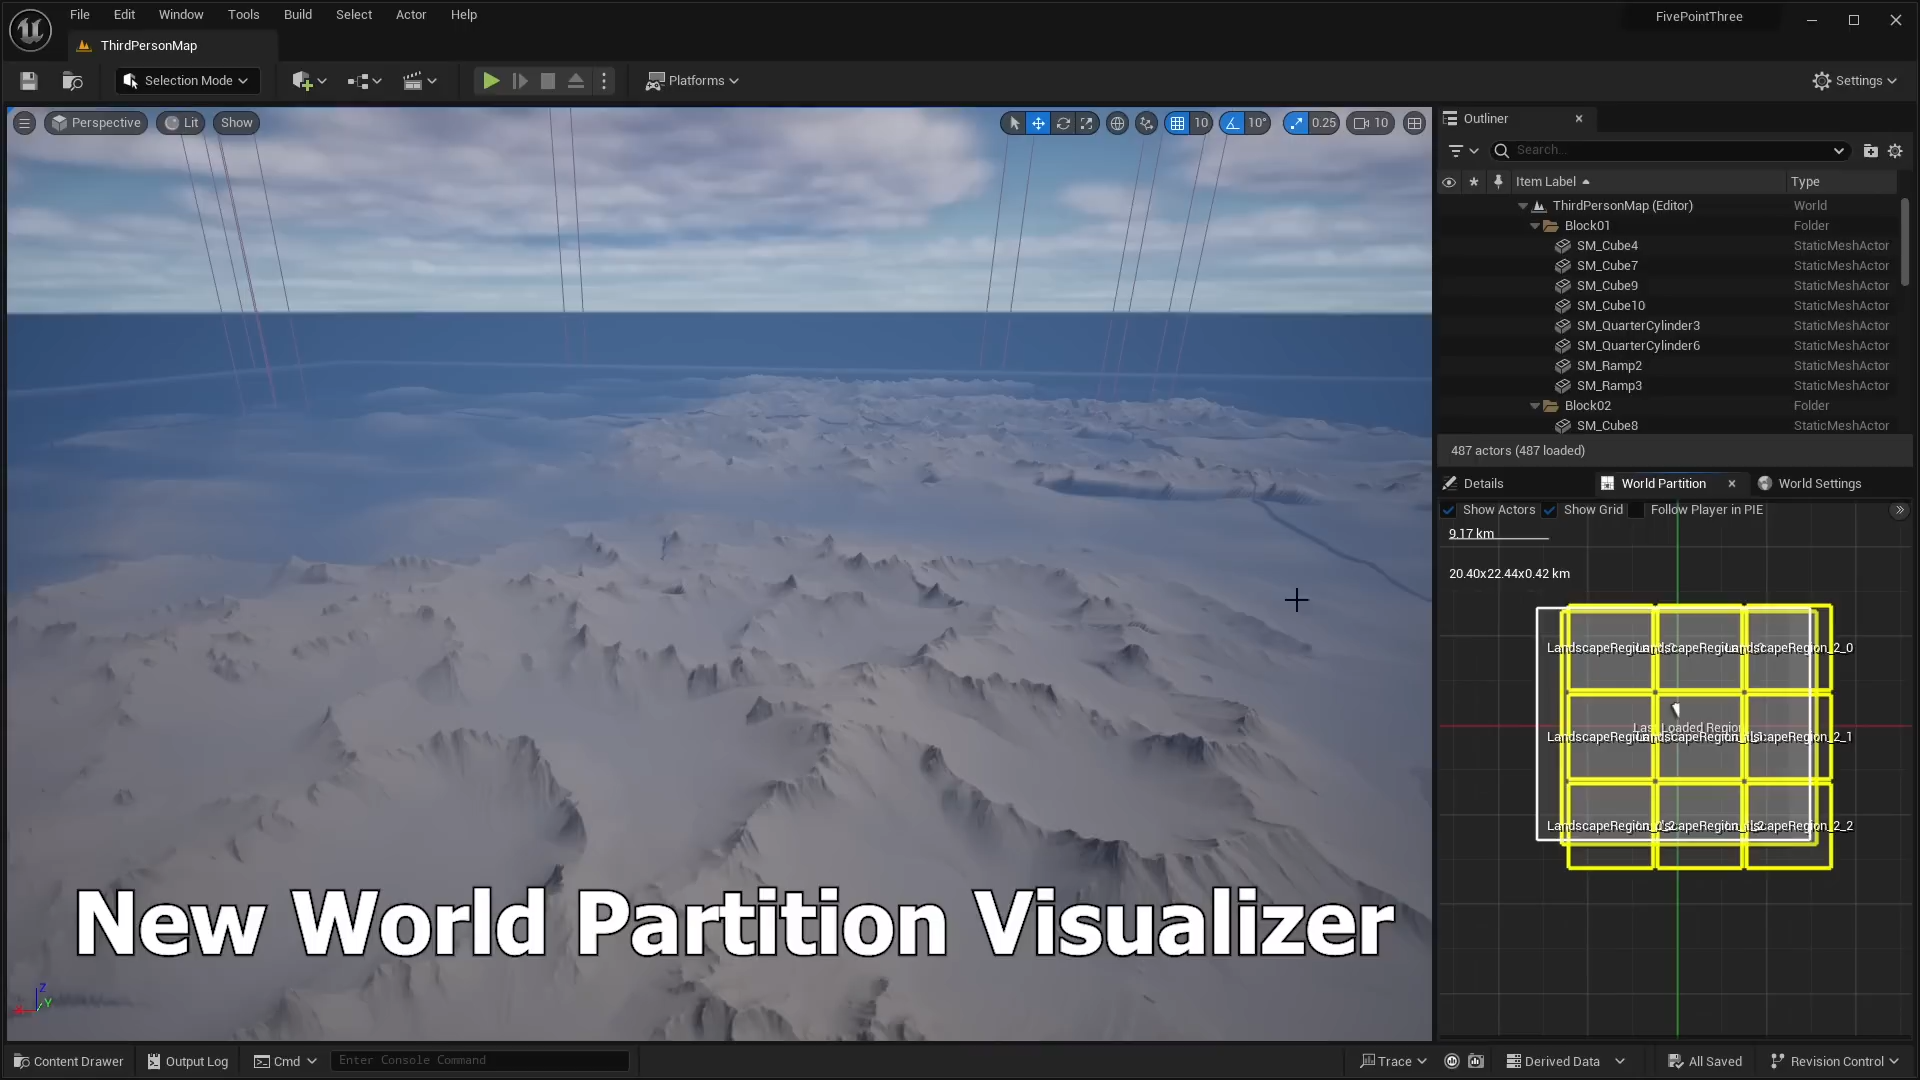 File Edit Window Tools Build Select Actor Help
FivePointThree
ThirdPersonMap
Selection Mode
Platforms
Settings
Perspective Lit Show
10 10° 0.25 10
Outliner
Search...
Item Label Type
ThirdPersonMap (Editor) World
Block01 Folder
SM_Cube4 StaticMeshActor
SM_Cube7 StaticMeshActor
SM_Cube9 StaticMeshActor
SM_Cube10 StaticMeshActor
SM_QuarterCylinder3 StaticMeshActor
SM_QuarterCylinder6 StaticMeshActor
SM_Ramp2 StaticMeshActor
SM_Ramp3 StaticMeshActor
Block02 Folder
SM_Cube8 StaticMeshActor
487 actors (487 loaded)
Details World Partition World Settings
Show Actors Show Grid Follow Player in PIE
9.17 km
20.40x22.44x0.42 km
New World Partition Visualizer
Z
Y
X
Content Drawer Output Log Cmd Enter Console Command
Trace Derived Data All Saved Revision Control